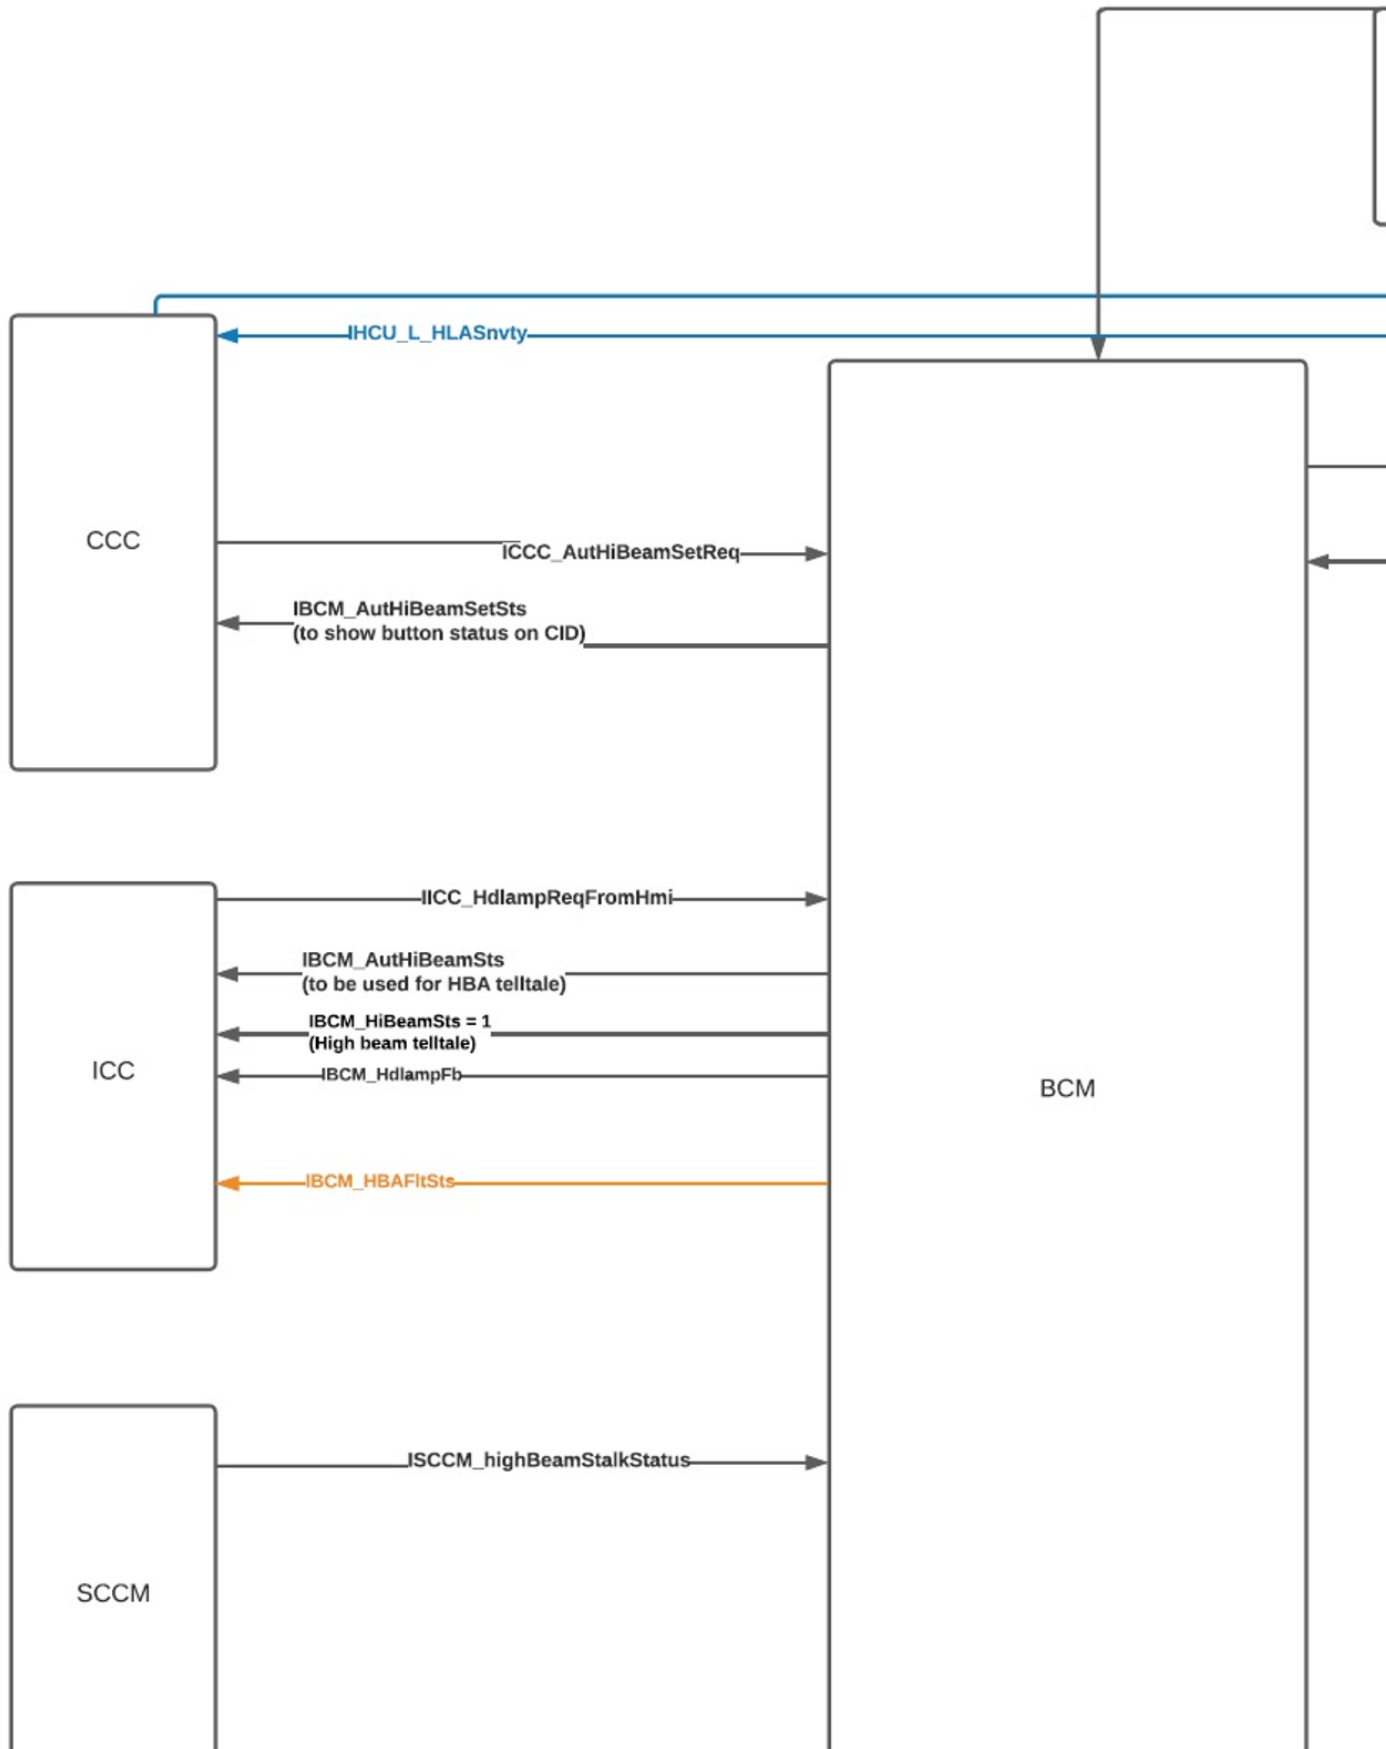 IHCU_L_HLASnvty
CCC
ICCC_AutHiBeamSetReq
IBCM_AutHiBeamSetSts
(to show button status on CID)
IICC_HdlampReqFromHmi
IBCM_AutHiBeamSts
(to be used for HBA telltale)
IBCM_HiBeamSts = 1
(High beam telltale)
ICC
IBCM_HdlampFb
BCM
IBCM_HBAFltSts
ISCCM_highBeamStalkStatus
SCCM